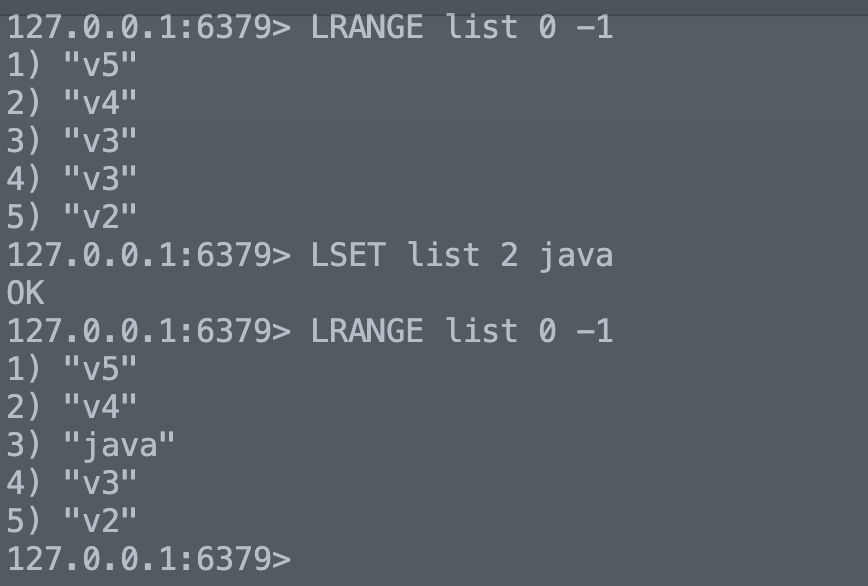 127.0.0.1:6379> LRANGE list 0 -1
1) "v5"
2) "v4"
3) "v3"
4) "v3"
5) "v2"
127.0.0.1:6379> LSET list 2 java
OK
127.0.0.1:6379> LRANGE list 0 -1
1) "v5"
2) "v4"
3) "java"
4) "v3"
5) "v2"
127.0.0.1:6379>